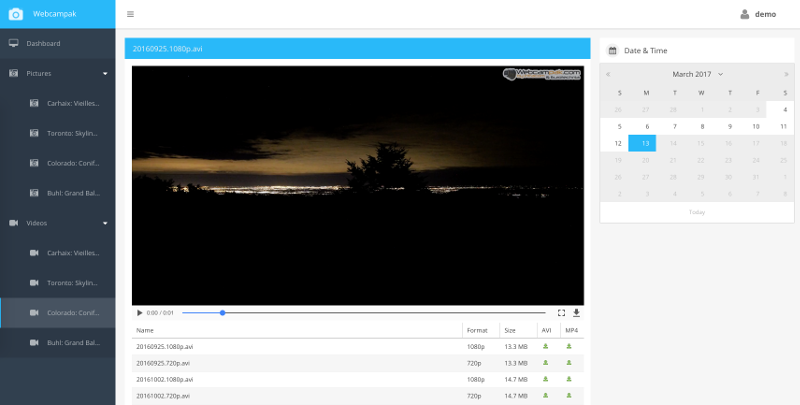 Webcampak
demo
Dashboard
Pictures
Carhaix: Vieilles...
Toronto: Skylin...
Colorado: Conif...
Buhl: Grand Bal...
Videos
Carhaix: Vieilles...
Toronto: Skylin...
Colorado: Conif...
Buhl: Grand Bal...
20160925.1080p.avi
Webcampak.com
0:00 / 0:01
Name Format Size AVI MP4
20160925.1080p.avi 1080p 13.3 MB
20160925.720p.avi 720p 13.3 MB
20161002.1080p.avi 1080p 14.7 MB
20161002.720p.avi 720p 14.7 MB
Date & Time
« March 2017 »
S M T W T F S
26 27 28 1 2 3 4
5 6 7 8 9 10 11
12 13 14 15 16 17 18
19 20 21 22 23 24 25
26 27 28 29 30 31 1
2 3 4 5 6 7 8
Today